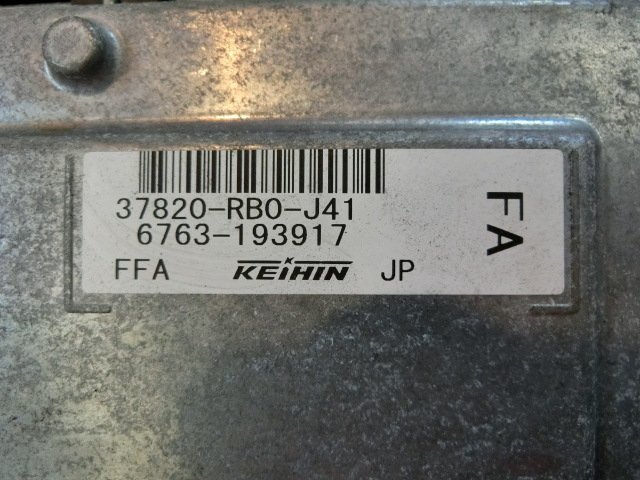 37820-RB0-J41
6763-193917
FFA KEIHIN JP
FA